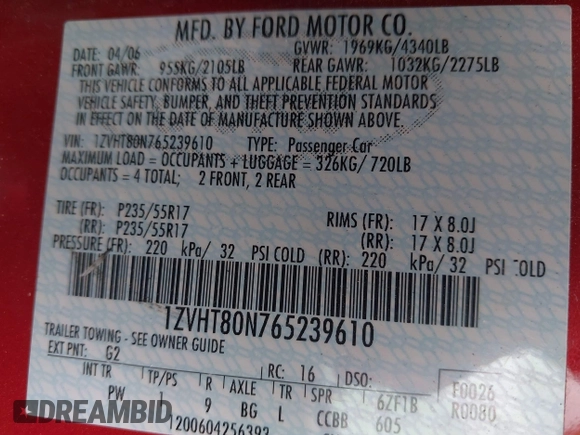 MFD. BY FORD MOTOR CO.
DATE: 04/06 GVWR: 1969KG/4340LB
FRONT GAWR: 955KG/2105LB REAR GAWR: 1032KG/2275LB
THIS VEHICLE CONFORMS TO ALL APPLICABLE FEDERAL MOTOR
VEHICLE SAFETY, BUMPER, AND THEFT PREVENTION STANDARDS
IN EFFECT ON THE DATE OF MANUFACTURE SHOWN ABOVE.
VIN: 1ZVHT80N765239610 TYPE: Passenger Car
MAXIMUM LOAD = OCCUPANTS + LUGGAGE = 326KG/ 720LB
OCCUPANTS = 4 TOTAL; 2 FRONT, 2 REAR
TIRE (FR): P235/55R17 RIMS (FR): 17 X 8.0J
(RR): P235/55R17 (RR): 17 X 8.0J
PRESSURE (FR): 220 kPa/ 32 PSI COLD (RR): 220 kPa/ 32 PSI COLD
1ZVHT80N765239610
TRAILER TOWING - SEE OWNER GUIDE
EXT PNT: G2 RC: 16 DSO: F0026
INT TR TP/PS R AXLE TR SPR 6ZF1B R0080
PW 9 BG L CCBB 605
DREAMBID 1200604256393